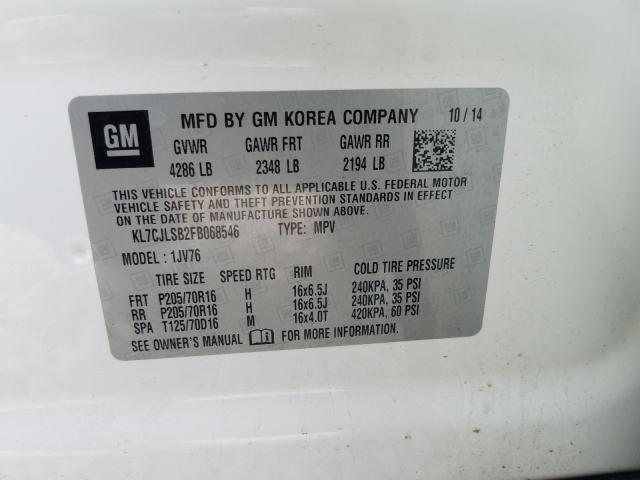 GM
MFD BY GM KOREA COMPANY 10/14
GVWR GAWR FRT GAWR RR
4286 LB 2348 LB 2194 LB
THIS VEHICLE CONFORMS TO ALL APPLICABLE U.S. FEDERAL MOTOR
VEHICLE SAFETY AND THEFT PREVENTION STANDARDS IN EFFECT
ON THE DATE OF MANUFACTURE SHOWN ABOVE.
KL7CJLSB2FB068546 TYPE: MPV
MODEL: 1JV76
TIRE SIZE SPEED RTG RIM COLD TIRE PRESSURE
FRT P205/70R16 H 16x6.5J 240KPA, 35 PSI
RR P205/70R16 H 16x6.5J 240KPA, 35 PSI
SPA T125/70D16 M 16x4.0T 420KPA, 60 PSI
SEE OWNER'S MANUAL FOR MORE INFORMATION.